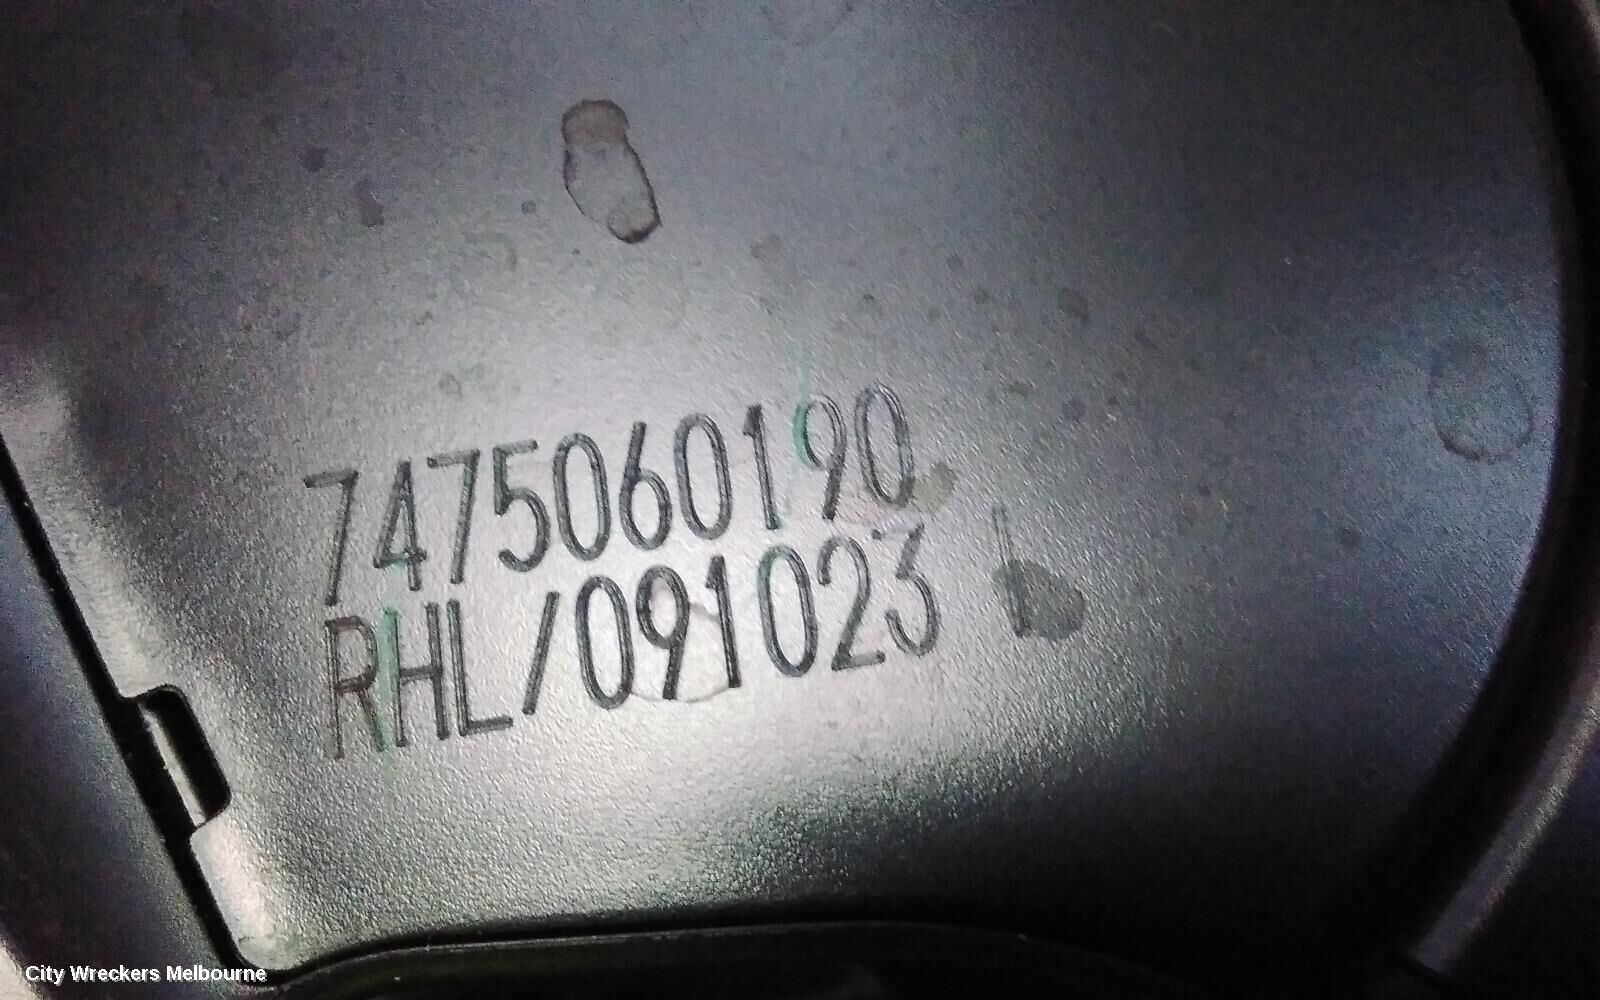 7475060190
RHL/091023 b
City Wreckers Melbourne